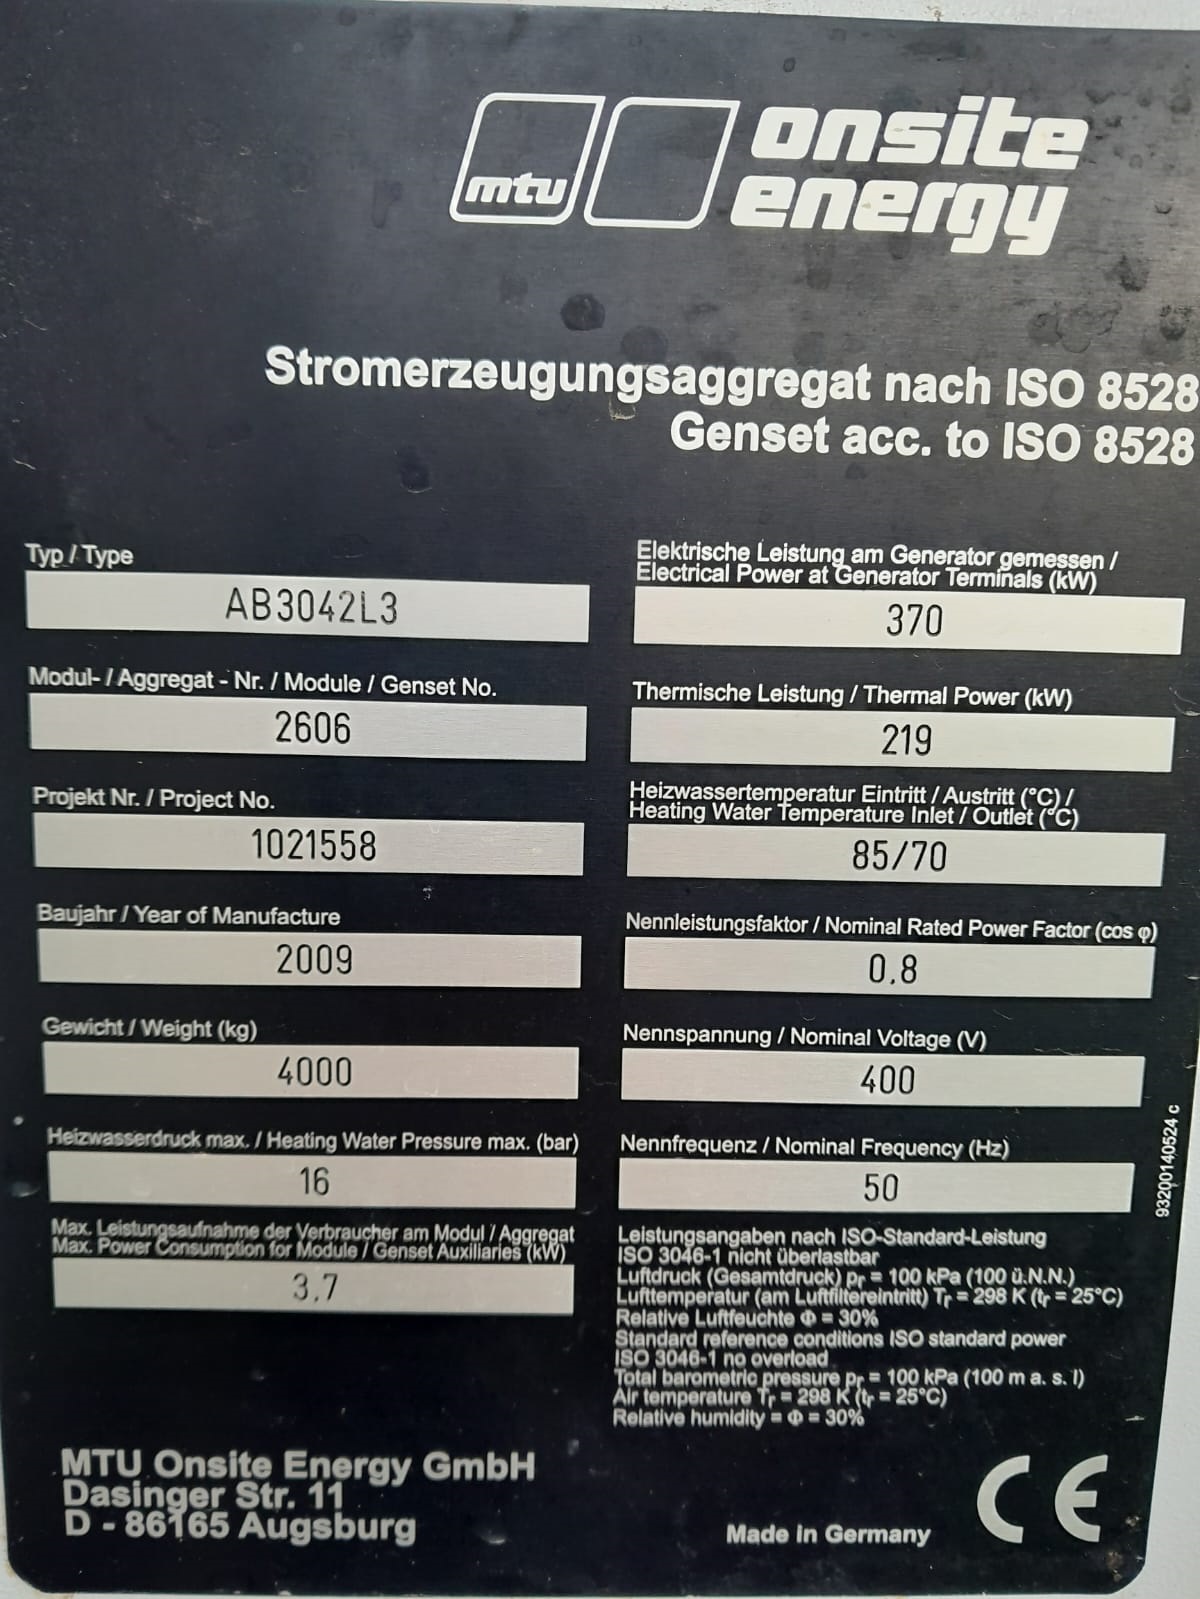 mtu
onsite
energy
Stromerzeugungsaggregat nach ISO 8528
Genset acc. to ISO 8528
Typ / Type
AB3042L3
Modul- / Aggregat - Nr. / Module / Genset No.
2606
Projekt Nr. / Project No.
1021558
Baujahr / Year of Manufacture
2009
Gewicht / Weight (kg)
4000
Heizwasserdruck max. / Heating Water Pressure max. (bar)
16
Max. Leistungsaufnahme der Verbraucher am Modul / Aggregat
Max. Power Consumption for Module / Genset Auxiliaries (kW)
3,7
Elektrische Leistung am Generator gemessen /
Electrical Power at Generator Terminals (kW)
370
Thermische Leistung / Thermal Power (kW)
219
Heizwassertemperatur Eintritt / Austritt (°C) /
Heating Water Temperature Inlet / Outlet (°C)
85/70
Nennleistungsfaktor / Nominal Rated Power Factor (cos φ)
0,8
Nennspannung / Nominal Voltage (V)
400
Nennfrequenz / Nominal Frequency (Hz)
50
Leistungsangaben nach ISO-Standard-Leistung
ISO 3046-1 nicht überlastbar
Luftdruck (Gesamtdruck) pr = 100 kPa (100 ü.N.N.)
Lufttemperatur (am Luftfiltereintritt) Tr = 298 K (tr = 25°C)
Relative Luftfeuchte Φ = 30%
Standard reference conditions ISO standard power
ISO 3046-1 no overload
Total barometric pressure pr = 100 kPa (100 m a. s. l)
Air temperature Tr = 298 K (tr = 25°C)
Relative humidity = Φ = 30%
93200140524 c
MTU Onsite Energy GmbH
Dasinger Str. 11
D - 86165 Augsburg
Made in Germany
CE